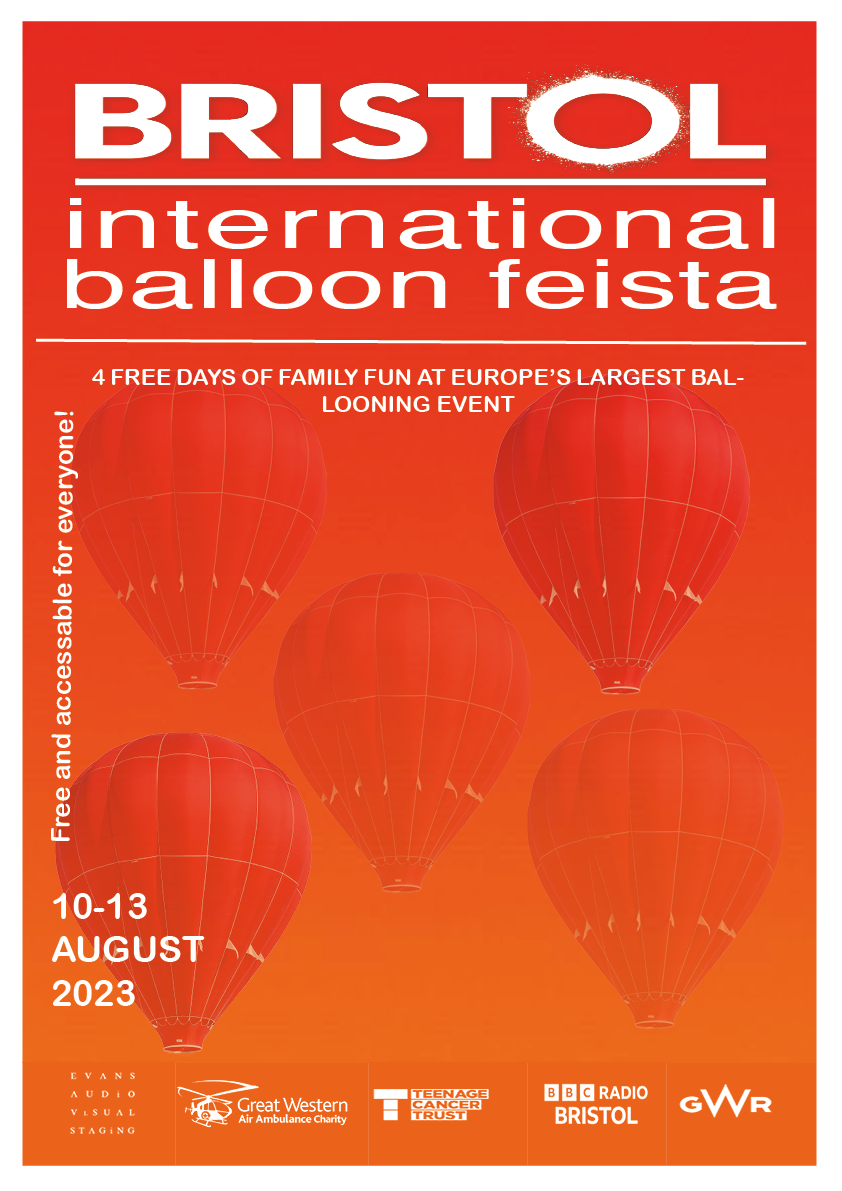 BRISTOL
international
balloon feista
4 FREE DAYS OF FAMILY FUN AT EUROPE'S LARGEST BAL-
LOONING EVENT
Free and accessable for everyone!
10-13
AUGUST
2023
EVANS
AUDiO
ViSUAL
STAGiNG
Great Western
Air Ambulance Charity
TEENAGE
CANCER
TRUST
BBC RADIO
BRISTOL
GWR